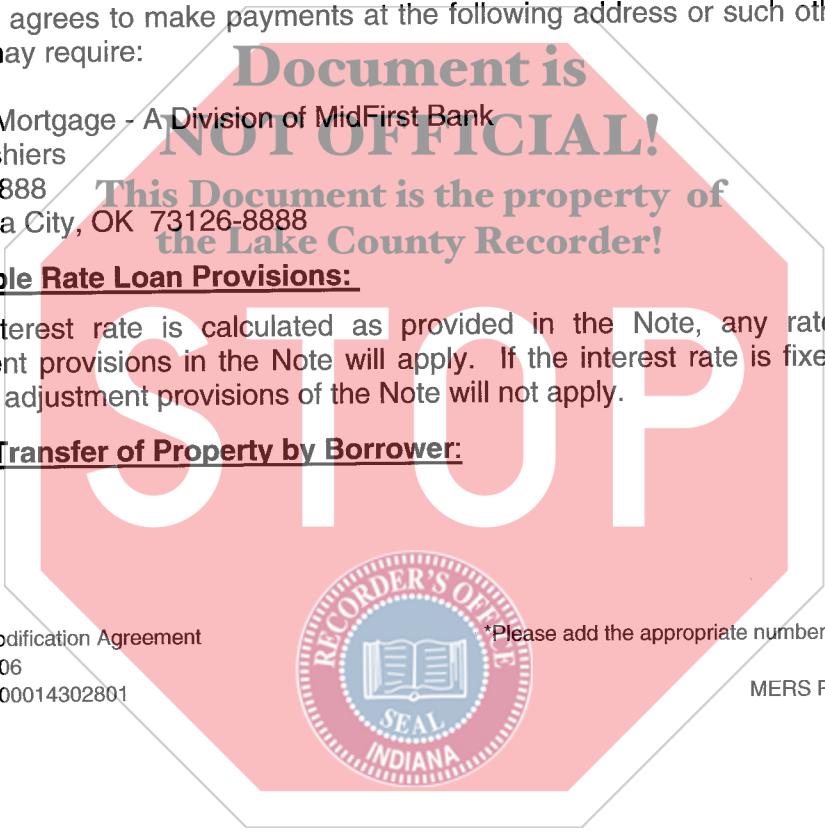 agrees to make payments at the following address or such oth
ay require:
Document is
Mortgage - A Division of MidFirst Bank
NOT OFFICIAL!
hiers
888
This Document is the property of
a City, OK 73126-8888
the Lake County Recorder!
ble Rate Loan Provisions:
terest rate is calculated as provided in the Note, any rate
nt provisions in the Note will apply. If the interest rate is fixe
adjustment provisions of the Note will not apply.
Transfer of Property by Borrower:
STOP
RECORDER'S OFFICE
SEAL
INDIANA
odification Agreement
*Please add the appropriate number
06
00014302801
MERS P